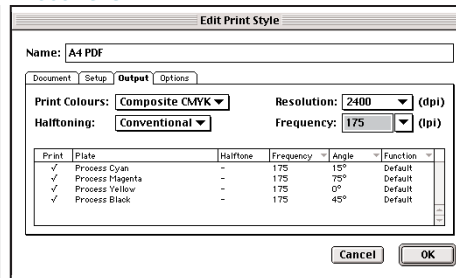 Edit Print Style
Name: A4 PDF
Document Setup Output Options
Print Colours: Composite CMYK Resolution: 2400 (dpi)
Halftoning: Conventional Frequency: 175 (lpi)
Print Plate Halftone Frequency Angle Function
√ Process Cyan – 175 15° Default
√ Process Magenta – 175 75° Default
√ Process Yellow – 175 0° Default
√ Process Black – 175 45° Default
Cancel OK